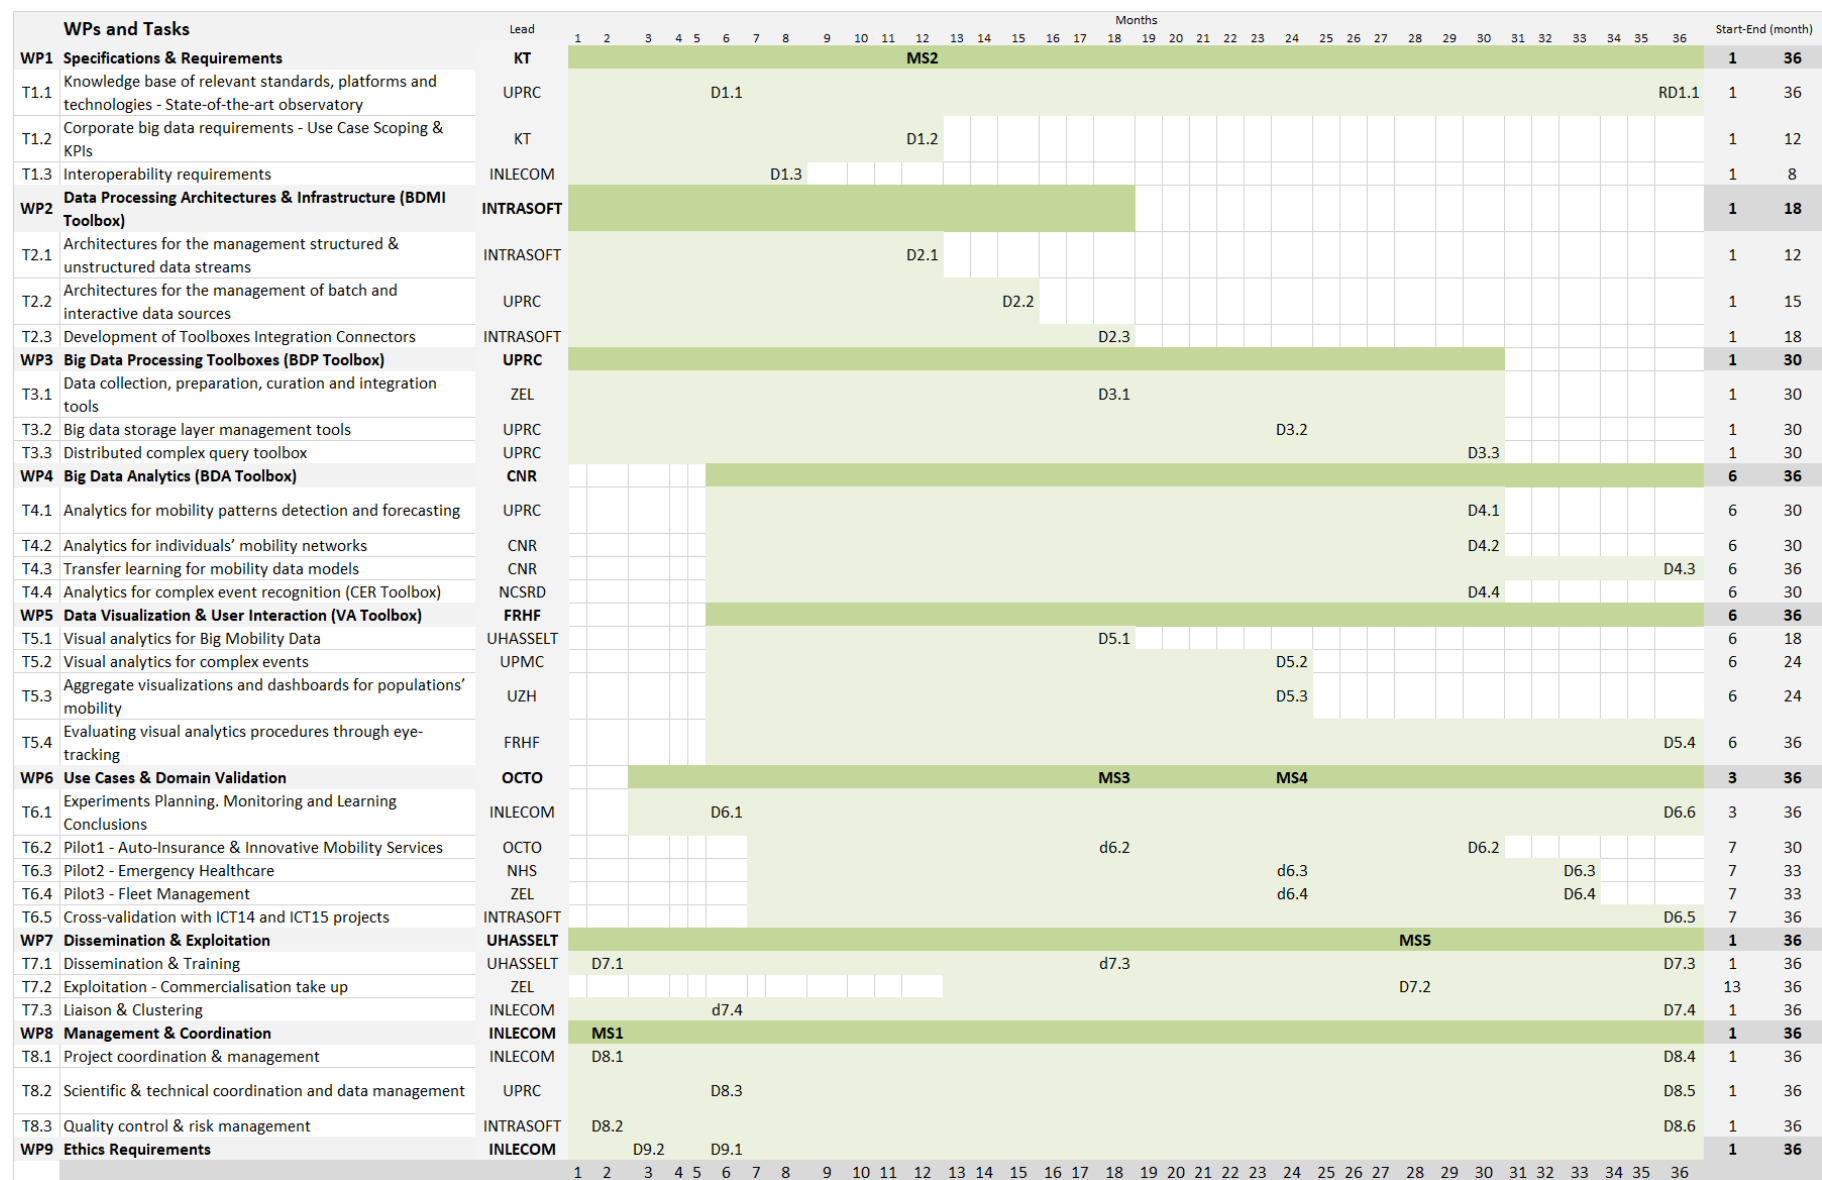 Months
WPs and Tasks Lead Start-End (month)
1 2 3 4 5 6 7 8 9 10 11 12 13 14 15 16 17 18 19 20 21 22 23 24 25 26 27 28 29 30 31 32 33 34 35 36
WP1 Specifications & Requirements KT MS2 1 36
T1.1 Knowledge base of relevant standards, platforms and
technologies - State-of-the-art observatory UPRC D1.1 RD1.1 1 36
T1.2 Corporate big data requirements - Use Case Scoping &
KPIs KT D1.2 1 12
T1.3 Interoperability requirements INLECOM D1.3 1 8
WP2 Data Processing Architectures & Infrastructure (BDMI
Toolbox) INTRASOFT 1 18
T2.1 Architectures for the management structured &
unstructured data streams INTRASOFT D2.1 1 12
T2.2 Architectures for the management of batch and
interactive data sources UPRC D2.2 1 15
T2.3 Development of Toolboxes Integration Connectors INTRASOFT D2.3 1 18
WP3 Big Data Processing Toolboxes (BDP Toolbox) UPRC 1 30
T3.1 Data collection, preparation, curation and integration
tools ZEL D3.1 1 30
T3.2 Big data storage layer management tools UPRC D3.2 1 30
T3.3 Distributed complex query toolbox UPRC D3.3 1 30
WP4 Big Data Analytics (BDA Toolbox) CNR 6 36
T4.1 Analytics for mobility patterns detection and forecasting UPRC D4.1 6 30
T4.2 Analytics for individuals’ mobility networks CNR D4.2 6 30
T4.3 Transfer learning for mobility data models CNR D4.3 6 36
T4.4 Analytics for complex event recognition (CER Toolbox) NCSRD D4.4 6 30
WP5 Data Visualization & User Interaction (VA Toolbox) FRHF 6 36
T5.1 Visual analytics for Big Mobility Data UHASSELT D5.1 6 18
T5.2 Visual analytics for complex events UPMC D5.2 6 24
T5.3 Aggregate visualizations and dashboards for populations’
mobility UZH D5.3 6 24
T5.4 Evaluating visual analytics procedures through eye-
tracking FRHF D5.4 6 36
WP6 Use Cases & Domain Validation OCTO MS3 MS4 3 36
T6.1 Experiments Planning. Monitoring and Learning
Conclusions INLECOM D6.1 D6.6 3 36
T6.2 Pilot1 - Auto-Insurance & Innovative Mobility Services OCTO d6.2 D6.2 7 30
T6.3 Pilot2 - Emergency Healthcare NHS d6.3 D6.3 7 33
T6.4 Pilot3 - Fleet Management ZEL d6.4 D6.4 7 33
T6.5 Cross-validation with ICT14 and ICT15 projects INTRASOFT D6.5 7 36
WP7 Dissemination & Exploitation UHASSELT MS5 1 36
T7.1 Dissemination & Training UHASSELT D7.1 d7.3 D7.3 1 36
T7.2 Exploitation - Commercialisation take up ZEL D7.2 13 36
T7.3 Liaison & Clustering INLECOM d7.4 D7.4 1 36
WP8 Management & Coordination INLECOM MS1 1 36
T8.1 Project coordination & management INLECOM D8.1 D8.4 1 36
T8.2 Scientific & technical coordination and data management UPRC D8.3 D8.5 1 36
T8.3 Quality control & risk management INTRASOFT D8.2 D8.6 1 36
WP9 Ethics Requirements INLECOM D9.2 D9.1 1 36
1 2 3 4 5 6 7 8 9 10 11 12 13 14 15 16 17 18 19 20 21 22 23 24 25 26 27 28 29 30 31 32 33 34 35 36